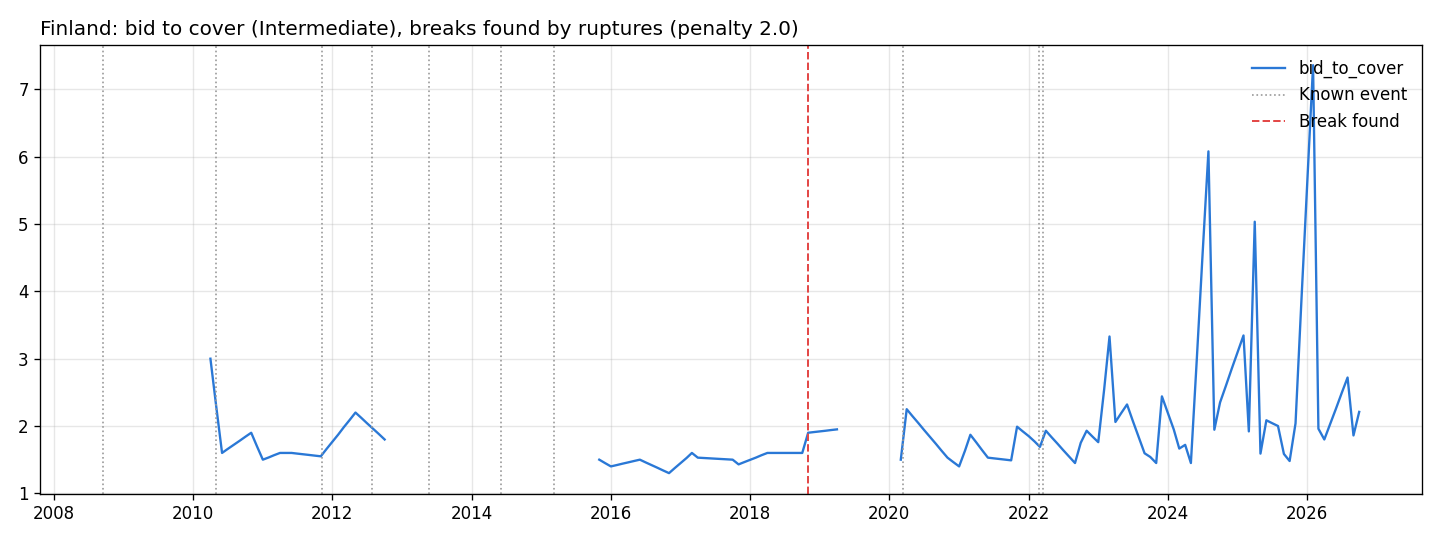 Finland: bid to cover (Intermediate), breaks found by ruptures (penalty 2.0)
bid_to_cover
Known event
Break found
7
6
5
4
3
2
1
2008 2010 2012 2014 2016 2018 2020 2022 2024 2026